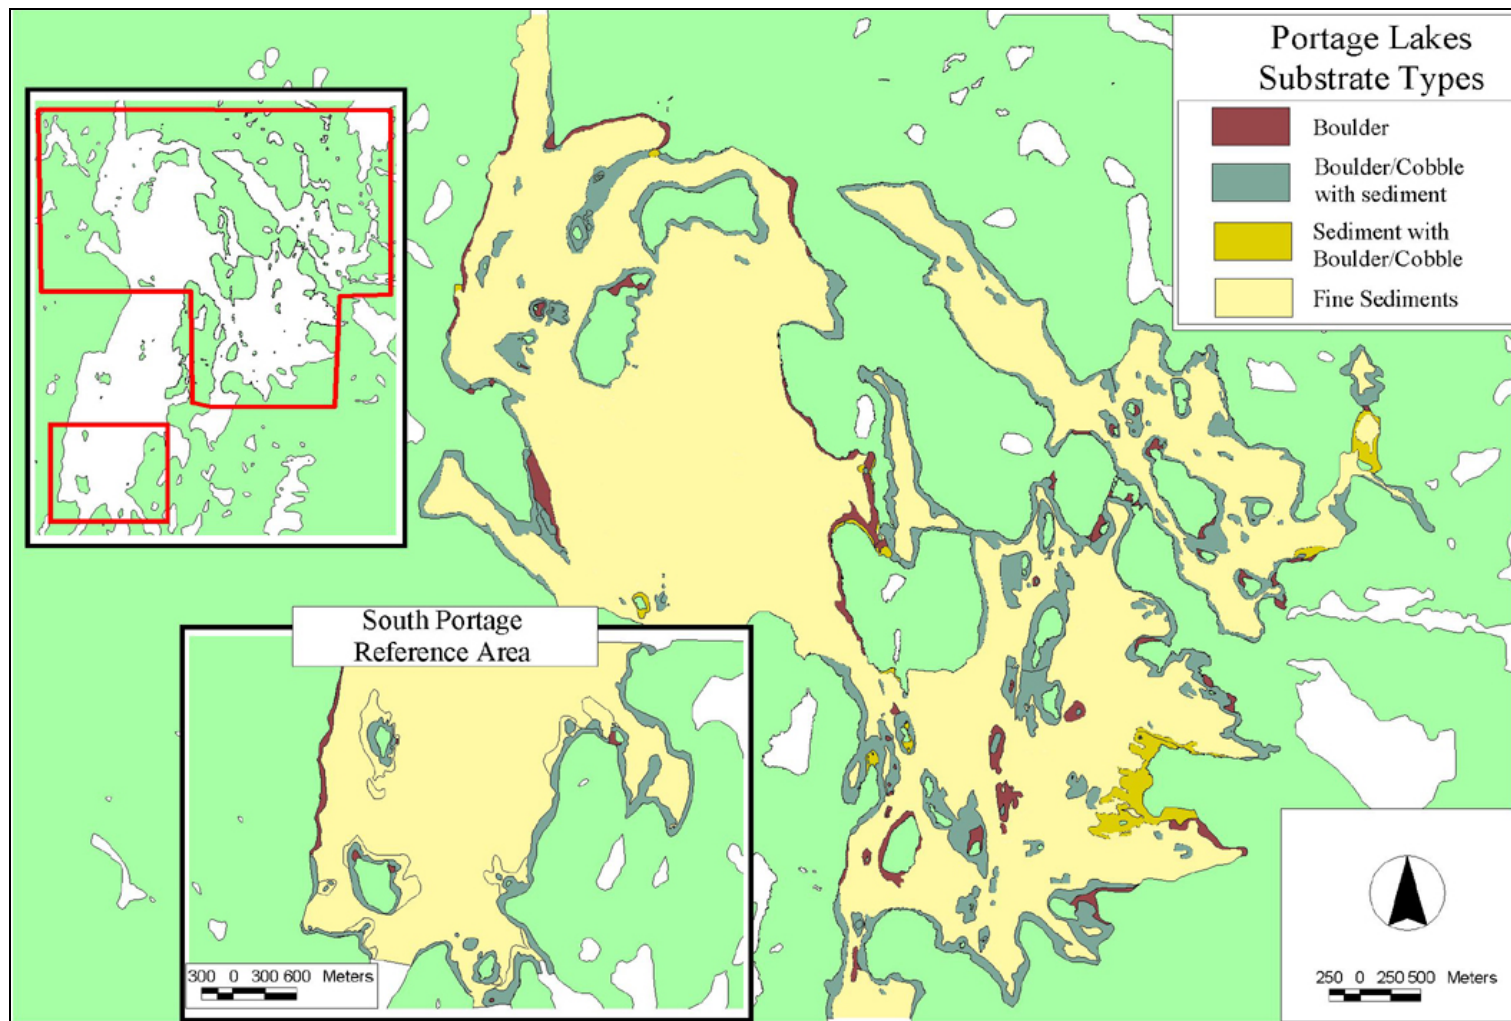 Portage Lakes
Substrate Types
Boulder
Boulder/Cobble
with sediment
Sediment with
Boulder/Cobble
Fine Sediments
South Portage
Reference Area
300 0 300 600 Meters
250 0 250 500 Meters